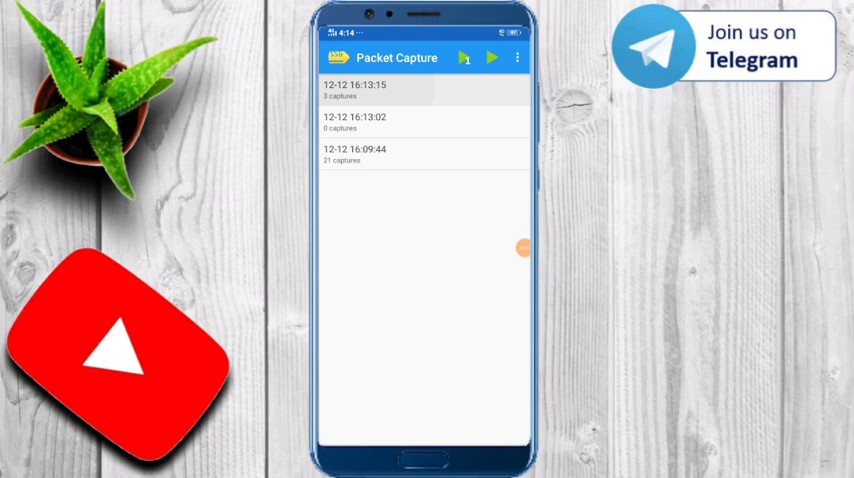 4:14
Packet Capture
1
12-12 16:13:15
3 captures
12-12 16:13:02
0 captures
12-12 16:09:44
21 captures
Join us on
Telegram